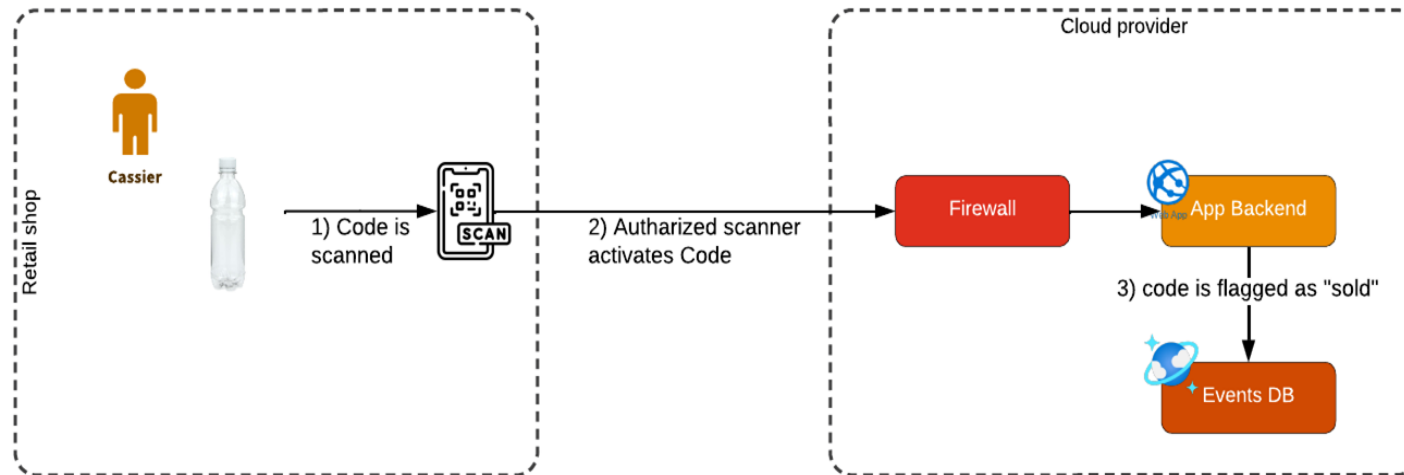 Cloud provider
Retail shop
Cassier
1) Code is
scanned
SCAN
2) Autharized scanner
activates Code
Firewall
Web App
App Backend
3) code is flagged as "sold"
Events DB